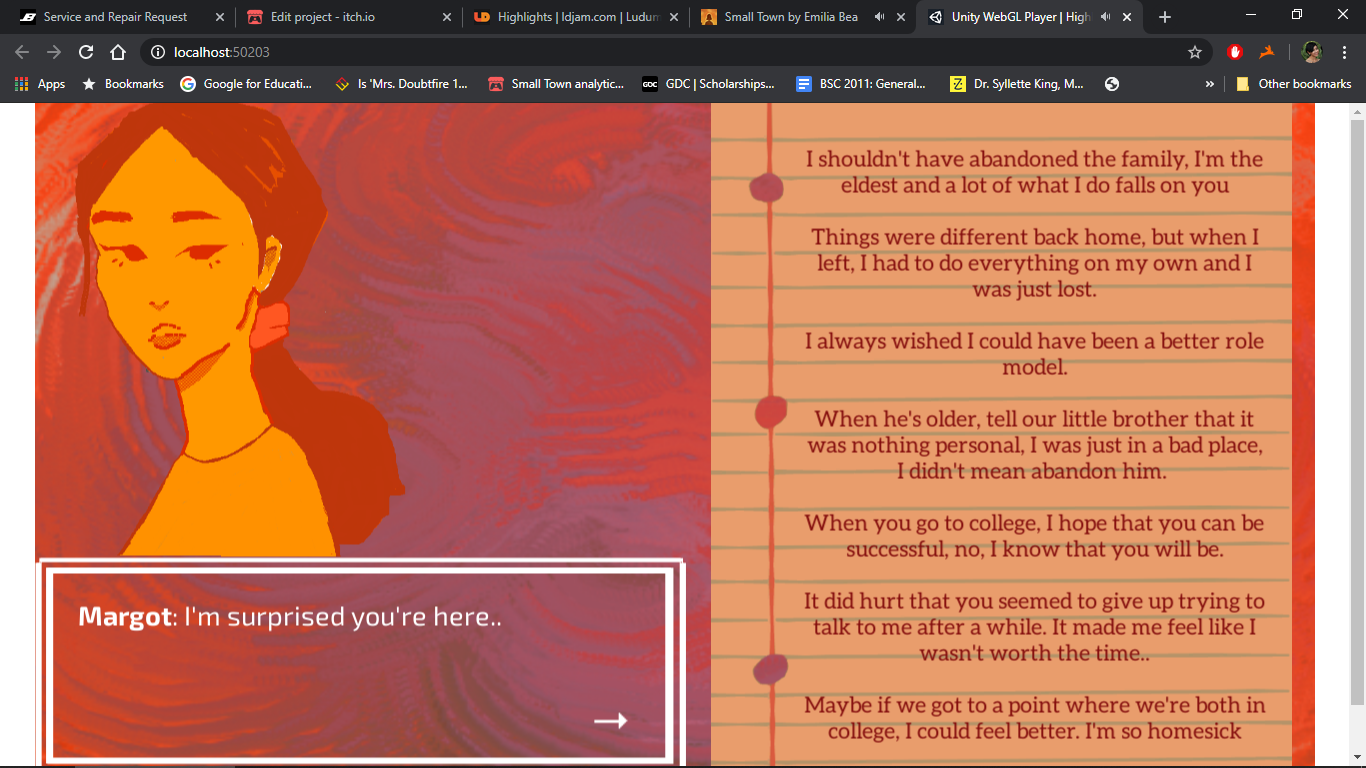 Service and Repair Request
Edit project - itch.io
Highlights | ldjam.com | Ludum
Small Town by Emilia Bea
Unity WebGL Player | High
localhost:50203
Apps
Bookmarks
Google for Educati...
Is 'Mrs. Doubtfire 1...
Small Town analytic...
GDC
GDC | Scholarships...
BSC 2011: General...
Dr. Syllette King, M...
»
Other bookmarks
Margot: I'm surprised you're here..
→
I shouldn't have abandoned the family, I'm the
eldest and a lot of what I do falls on you
Things were different back home, but when I
left, I had to do everything on my own and I
was just lost.
I always wished I could have been a better role
model.
When he's older, tell our little brother that it
was nothing personal, I was just in a bad place,
I didn't mean abandon him.
When you go to college, I hope that you can be
successful, no, I know that you will be.
It did hurt that you seemed to give up trying to
talk to me after a while. It made me feel like I
wasn't worth the time..
Maybe if we got to a point where we're both in
college, I could feel better. I'm so homesick